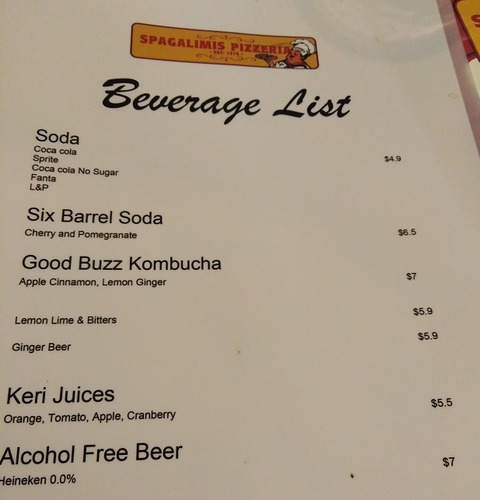 SPAGALIMIS PIZZERIA
EST. 1978
Beverage List
Soda
Coca cola
Sprite
$4.9
Coca cola No Sugar
Fanta
L&P
Six Barrel Soda
Cherry and Pomegranate
$6.5
Good Buzz Kombucha
Apple Cinnamon, Lemon Ginger
$7
Lemon Lime & Bitters
$5.9
Ginger Beer
$5.9
Keri Juices
Orange, Tomato, Apple, Cranberry
$5.5
Alcohol Free Beer
Heineken 0.0%
$7